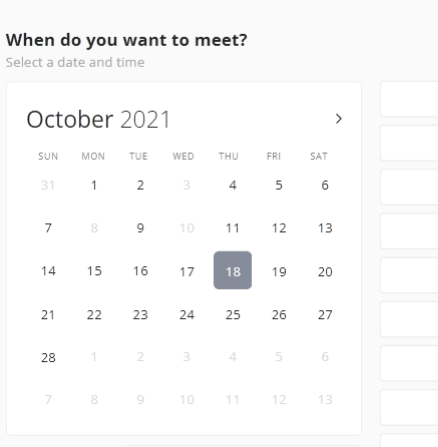 When do you want to meet?
Select a date and time
October 2021 >
SUN MON TUE WED THU FRI SAT
31 1 2 3 4 5 6
7 8 9 10 11 12 13
14 15 16 17 18 19 20
21 22 23 24 25 26 27
28 1 2 3 4 5 6
7 8 9 10 11 12 13